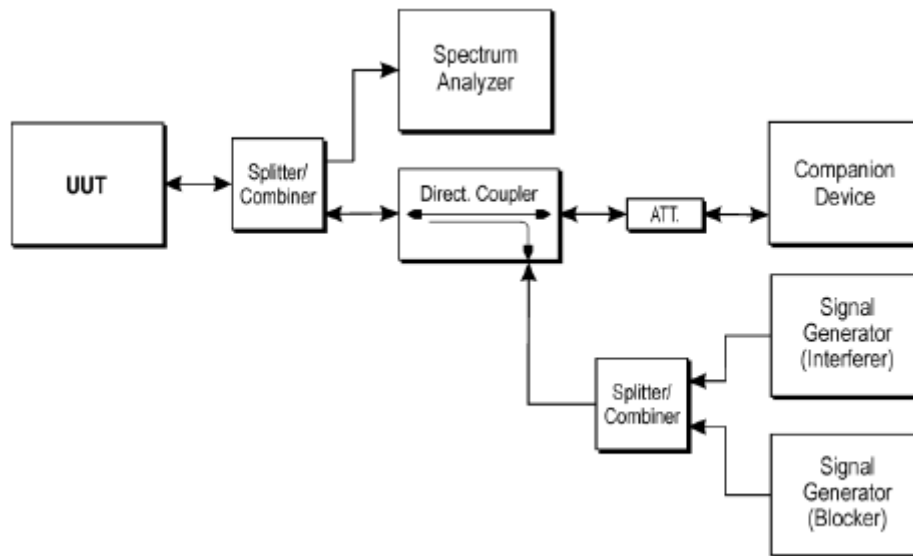 Spectrum
Analyzer
UUT
Splitter/
Combiner
Direct. Coupler
ATT.
Companion
Device
Signal
Generator
(Interferer)
Splitter/
Combiner
Signal
Generator
(Blocker)